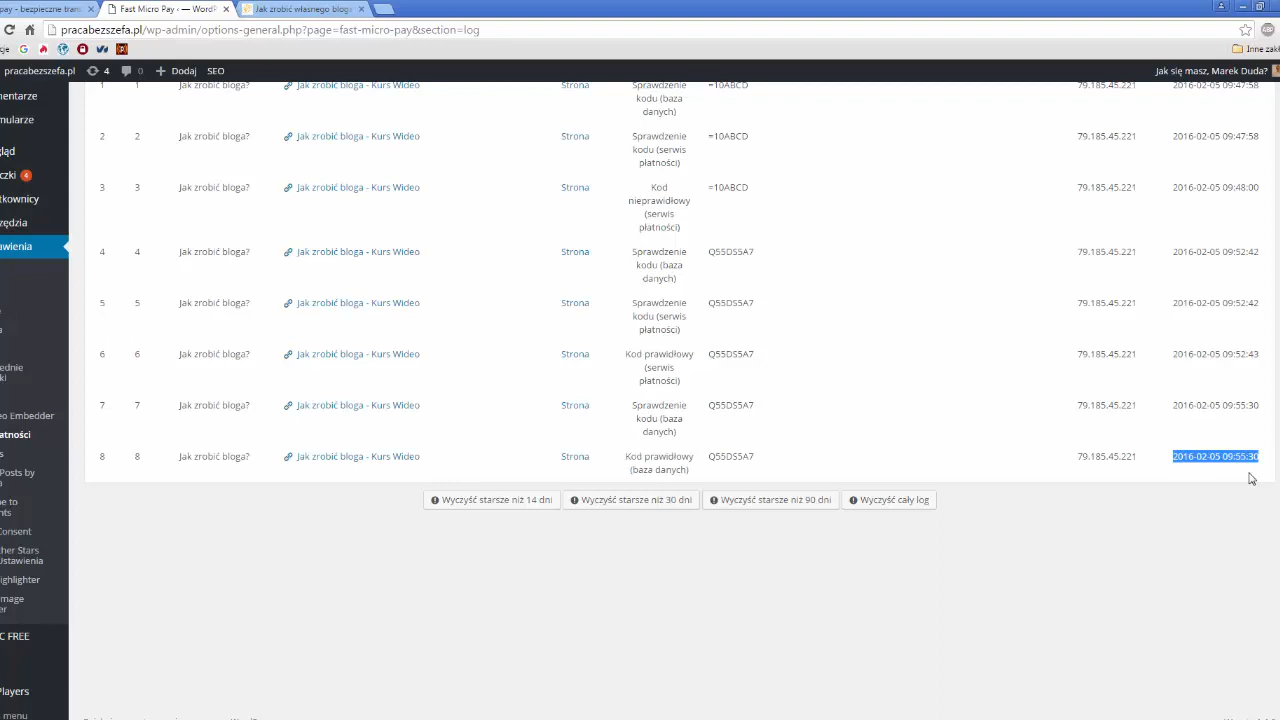 pay - bezpieczne tran
Fast Micro Pay ‹ — WordP
Jak zrobić własnego bloga
pracabezszefa.pl/wp-admin/options-general.php?page=fast-micro-pay&section=log
cje
Inne zakł
pracabezszefa.pl 4 0 Dodaj SEO
Jak się masz, Marek Duda?
mentarze
mularze
gląd
czki 4
tkownicy
rzędzia
awienia
ednie
ki
eo Embedder
atności
s
Posts by
a
ne to
nts
Consent
her Stars
Ustawienia
ighlighter
mage
er
C FREE
Players
menu
1 1 Jak zrobić bloga? Jak zrobić bloga - Kurs Wideo Strona Sprawdzenie =10ABCD 79.185.45.221 2016-02-05 09:47:58
kodu (baza
danych)
2 2 Jak zrobić bloga? Jak zrobić bloga - Kurs Wideo Strona Sprawdzenie =10ABCD 79.185.45.221 2016-02-05 09:47:58
kodu (serwis
płatności)
3 3 Jak zrobić bloga? Jak zrobić bloga - Kurs Wideo Strona Kod =10ABCD 79.185.45.221 2016-02-05 09:48:00
nieprawidłowy
(serwis
płatności)
4 4 Jak zrobić bloga? Jak zrobić bloga - Kurs Wideo Strona Sprawdzenie Q55DS5A7 79.185.45.221 2016-02-05 09:52:42
kodu (baza
danych)
5 5 Jak zrobić bloga? Jak zrobić bloga - Kurs Wideo Strona Sprawdzenie Q55DS5A7 79.185.45.221 2016-02-05 09:52:42
kodu (serwis
płatności)
6 6 Jak zrobić bloga? Jak zrobić bloga - Kurs Wideo Strona Kod prawidłowy Q55DS5A7 79.185.45.221 2016-02-05 09:52:43
(serwis
płatności)
7 7 Jak zrobić bloga? Jak zrobić bloga - Kurs Wideo Strona Sprawdzenie Q55DS5A7 79.185.45.221 2016-02-05 09:55:30
kodu (baza
danych)
8 8 Jak zrobić bloga? Jak zrobić bloga - Kurs Wideo Strona Kod prawidłowy Q55DS5A7 79.185.45.221 2016-02-05 09:55:30
(baza danych)
Wyczyść starsze niż 14 dni Wyczyść starsze niż 30 dni Wyczyść starsze niż 90 dni Wyczyść cały log